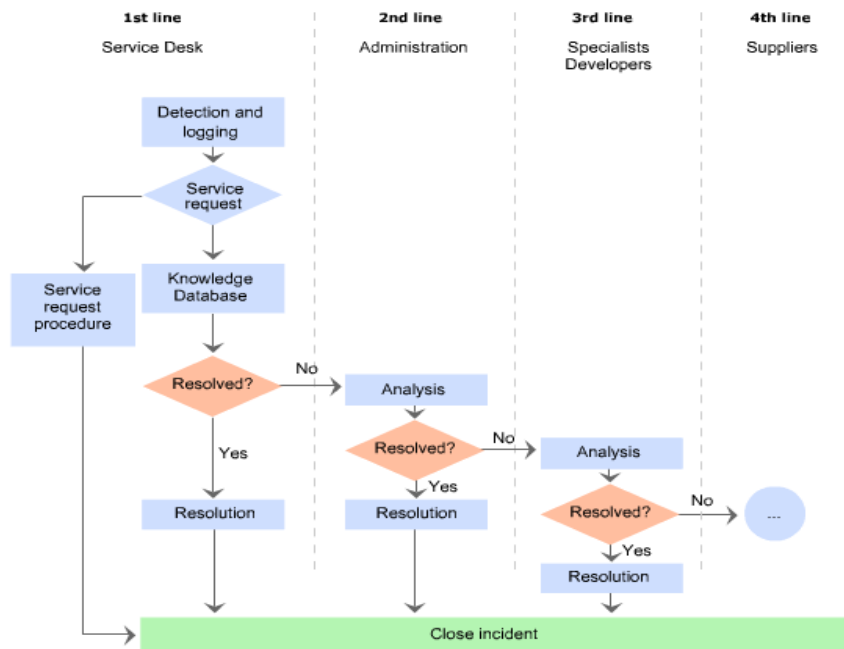 1st line
2nd line
3rd line
4th line
Service Desk
Administration
Specialists
Developers
Suppliers
Detection and
logging
Service
request
Knowledge
Database
Service
request
procedure
Resolved?
No
Analysis
Yes
Resolved?
No
Analysis
Yes
Resolution
Resolution
Resolved?
No
...
Yes
Resolution
Close incident